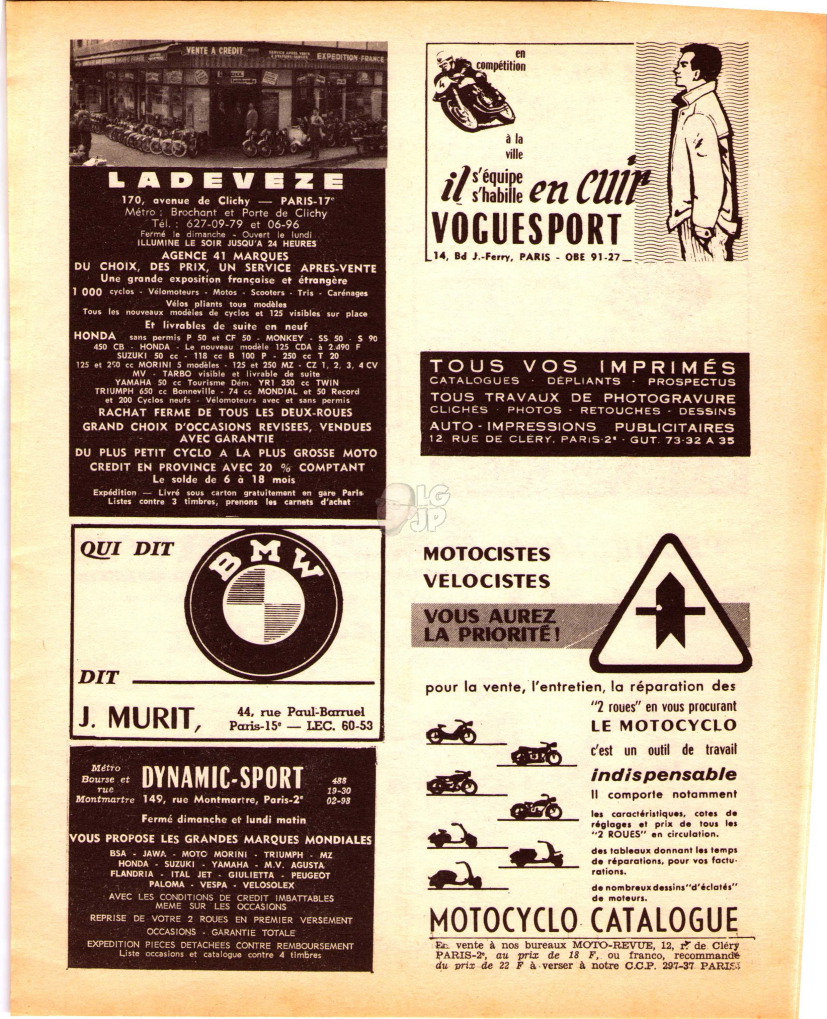 VENTE A CREDIT
EXPEDITION-FRANCE
LADEVEZE
170, avenue de Clichy — PARIS-17e
Métro : Brochant et Porte de Clichy
Tél. : 627-09-79 et 06-96
Fermé le dimanche - Ouvert le lundi
ILLUMINE LE SOIR JUSQU'A 24 HEURES
AGENCE 41 MARQUES
DU CHOIX, DES PRIX, UN SERVICE APRES-VENTE
Une grande exposition française et étrangère
1 000 cyclos - Vélomoteurs - Motos - Scooters - Tris - Carénages
Vélos pliants tous modèles
Tous les nouveaux modèles de cyclos et 125 visibles sur place
Et livrables de suite en neuf
HONDA sans permis P 50 et CF 50 - MONKEY - SS 50 - S 90
450 CB - HONDA - Le nouveau modèle 125 CDA à 2.490 F
SUZUKI 50 cc - 118 cc B 100 P - 250 cc T 20
125 et 250 cc MORINI 5 modèles - 125 et 250 MZ - CZ 1, 2, 3, 4 CV
MV - TARBO visible et livrable de suite
YAMAHA 50 cc Tourisme Dém. YR1 350 cc TWIN
TRIUMPH 650 cc Bonneville - 74 cc MONDIAL et 50 Record
et 200 Cyclos neufs - Vélomoteurs avec et sans permis
RACHAT FERME DE TOUS LES DEUX-ROUES
GRAND CHOIX D'OCCASIONS REVISEES, VENDUES
AVEC GARANTIE
DU PLUS PETIT CYCLO A LA PLUS GROSSE MOTO
CREDIT EN PROVINCE AVEC 20 % COMPTANT
Le solde de 6 à 18 mois
Expédition — Livré sous carton gratuitement en gare Paris
Listes contre 3 timbres, prenons les carnets d'achat
QUI DIT
BMW
DIT
J. MURIT,
44, rue Paul-Barruel
Paris-15e — LEC. 60-53
Métro
Bourse et
rue
Montmartre
DYNAMIC-SPORT
149, rue Montmartre, Paris-2e
488
19-30
02-98
Fermé dimanche et lundi matin
VOUS PROPOSE LES GRANDES MARQUES MONDIALES
BSA - JAWA - MOTO MORINI - TRIUMPH - MZ
HONDA - SUZUKI - YAMAHA - M.V. AGUSTA
FLANDRIA - ITAL JET - GIULIETTA - PEUGEOT
PALOMA - VESPA - VELOSOLEX
AVEC LES CONDITIONS DE CREDIT IMBATTABLES
MEME SUR LES OCCASIONS
REPRISE DE VOTRE 2 ROUES EN PREMIER VERSEMENT
OCCASIONS - GARANTIE TOTALE
EXPEDITION PIECES DETACHEES CONTRE REMBOURSEMENT
Liste occasions et catalogue contre 4 timbres
en
compétition
à la
ville
il s'équipe
s'habille en cuir
VOGUESPORT
14, Bd J.-Ferry, PARIS - OBE 91-27
TOUS VOS IMPRIMÉS
CATALOGUES - DÉPLIANTS - PROSPECTUS
TOUS TRAVAUX DE PHOTOGRAVURE
CLICHÉS - PHOTOS - RETOUCHES - DESSINS
AUTO-IMPRESSIONS PUBLICITAIRES
12 RUE DE CLÉRY. PARIS-2e - GUT. 73-32 A 35
LG
JP
MOTOCISTES
VELOCISTES
VOUS AUREZ
LA PRIORITÉ !
pour la vente, l'entretien, la réparation des
"2 roues" en vous procurant
LE MOTOCYCLO
c'est un outil de travail
indispensable
Il comporte notamment
les caractéristiques, cotes de
réglages et prix de tous les
"2 ROUES" en circulation.
des tableaux donnant les temps
de réparations, pour vos factu-
rations.
de nombreux dessins "d'éclatés"
de moteurs.
MOTOCYCLO CATALOGUE
En vente à nos bureaux MOTO-REVUE, 12, r. de Cléry
PARIS-2e, au prix de 18 F, ou franco, recommandé
du prix de 22 F à verser à notre C.C.P. 297-37 PARIS